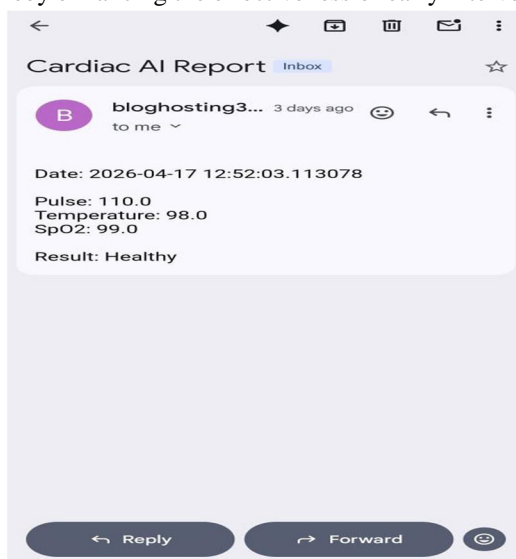 Cardiac AI Report Inbox
B bloghosting3... 3 days ago
to me
Date: 2026-04-17 12:52:03.113078
Pulse: 110.0
Temperature: 98.0
SpO2: 99.0
Result: Healthy
Reply Forward